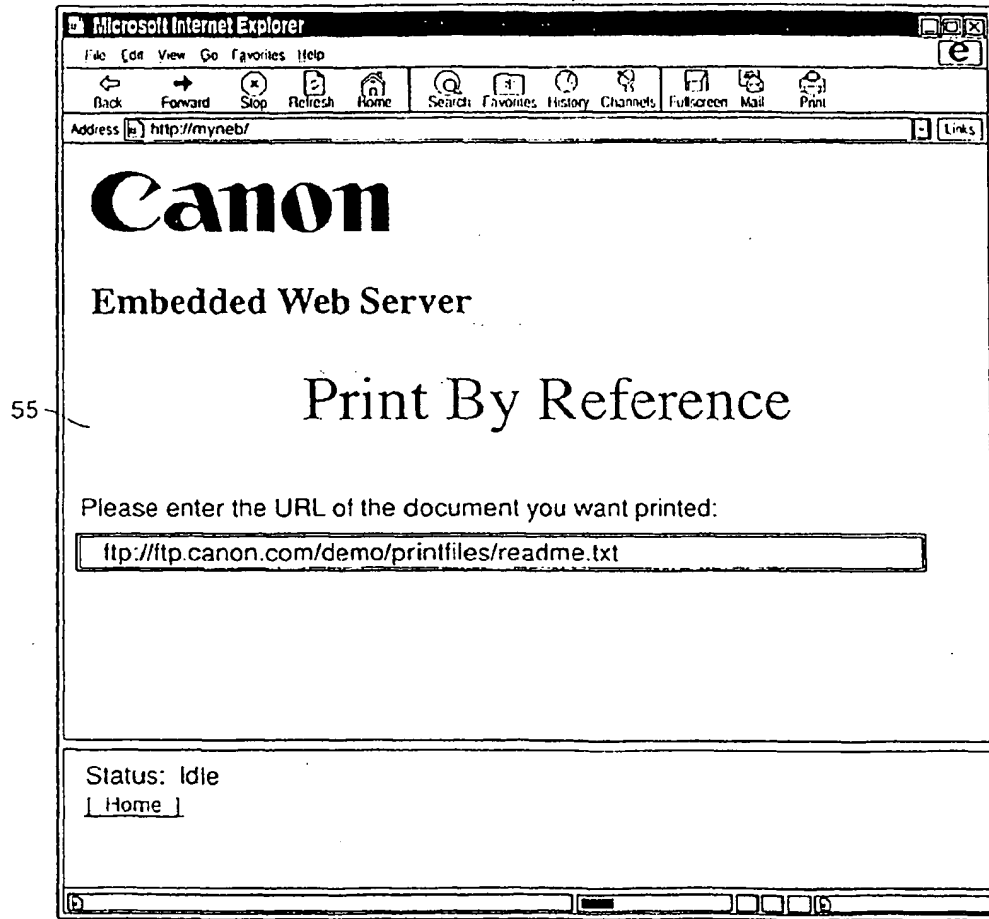 Microsoft Internet Explorer
File Edit View Go Favorites Help
e
Back Forward Stop Refresh Home Search Favorites History Channels Fullscreen Mail Print
Address http://myneb/ Links
Canon
Embedded Web Server
Print By Reference
55
Please enter the URL of the document you want printed:
ftp://ftp.canon.com/demo/printfiles/readme.txt
Status: Idle
[ Home ]